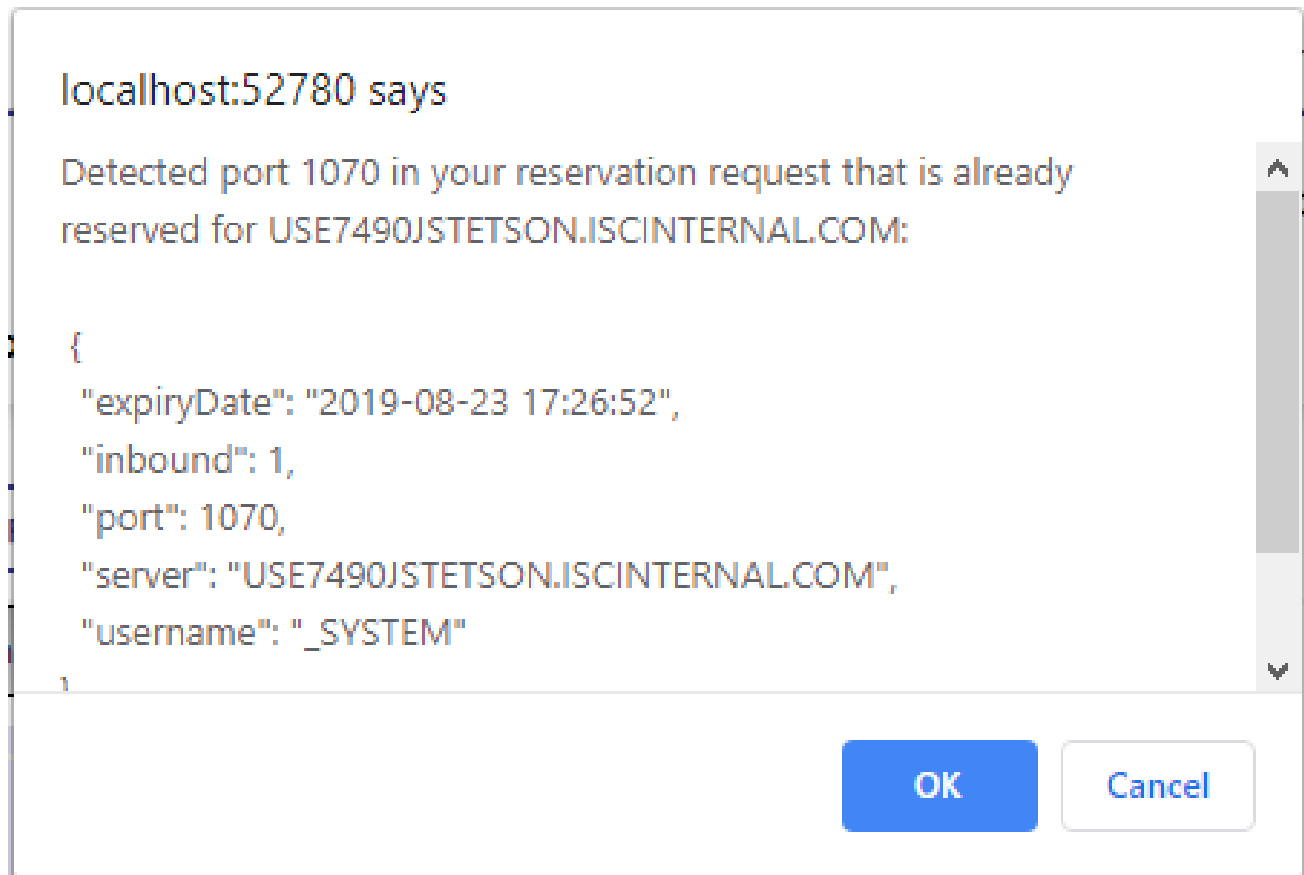 localhost:52780 says
Detected port 1070 in your reservation request that is already
reserved for USE7490JSTETSON.ISCINTERNAL.COM:
{
"expiryDate": "2019-08-23 17:26:52",
"inbound": 1,
"port": 1070,
"server": "USE7490JSTETSON.ISCINTERNAL.COM",
"username": "_SYSTEM"
}
OK
Cancel